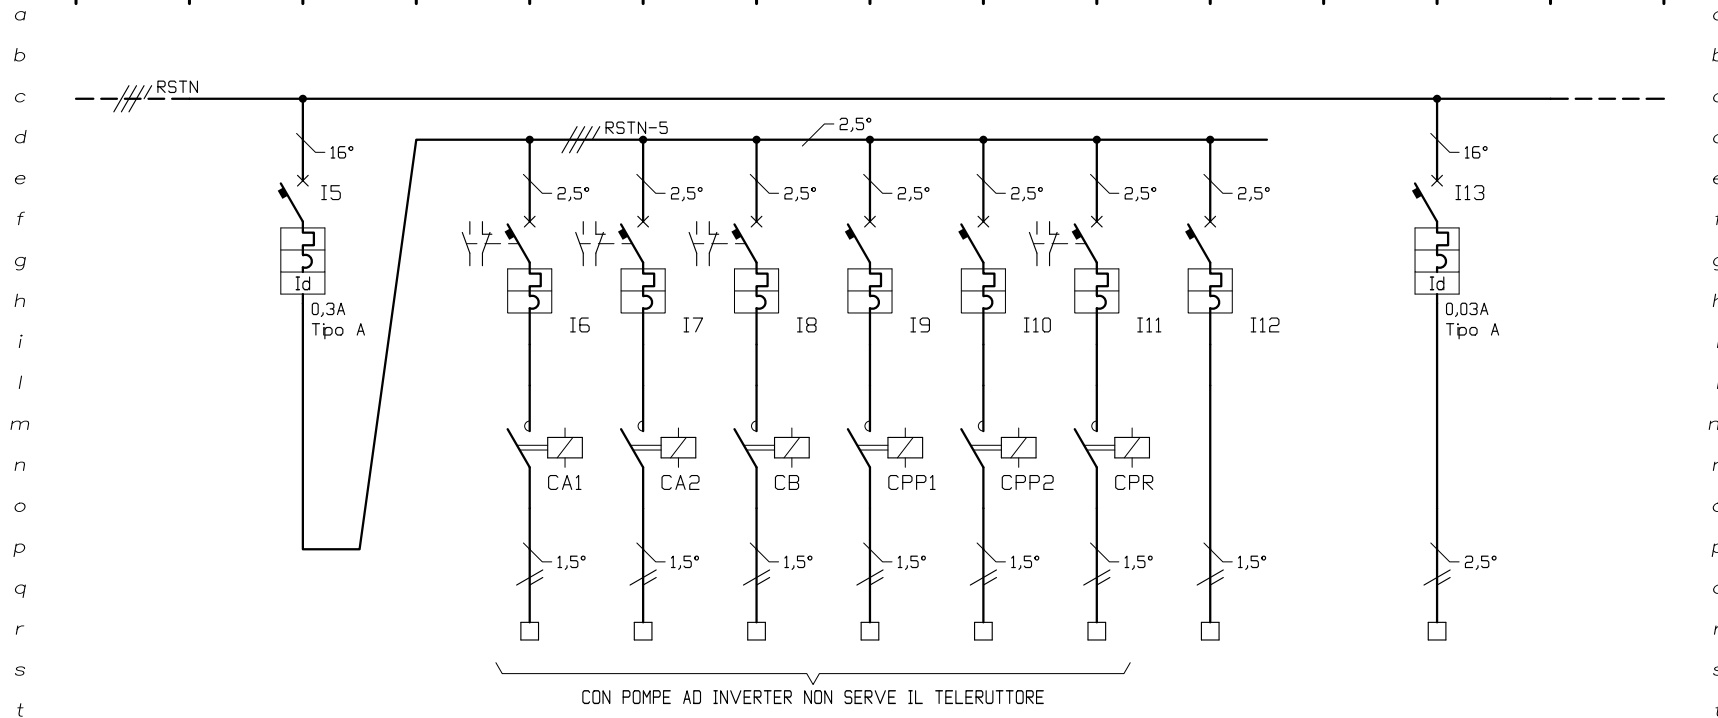 a
b
c
RSTN
d
RSTN-5
2,5°
16°
16°
e
I5
2,5°
2,5°
2,5°
2,5°
2,5°
2,5°
2,5°
I13
f
g
Id
Id
h
0,3A
Tipo A
I6
I7
I8
I9
I10
I11
I12
0,03A
Tipo A
i
l
m
n
CA1
CA2
CB
CPP1
CPP2
CPR
o
p
1,5°
1,5°
1,5°
1,5°
1,5°
1,5°
1,5°
2,5°
q
r
s
CON POMPE AD INVERTER NON SERVE IL TELERUTTORE
t